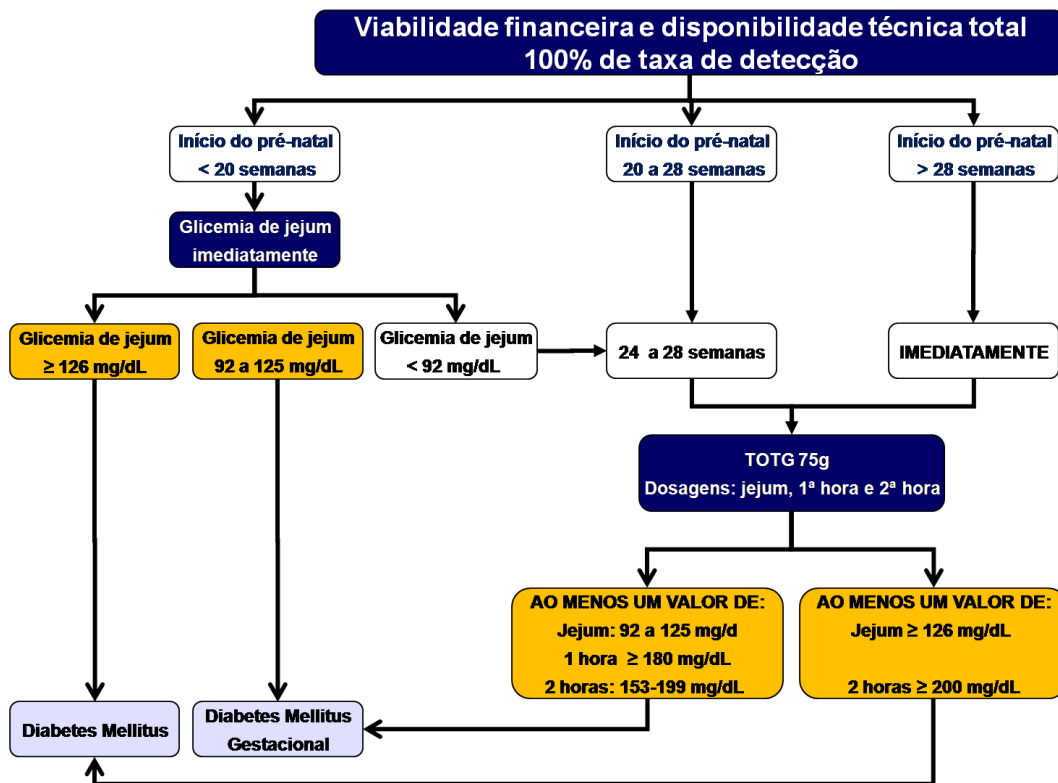 Viabilidade financeira e disponibilidade técnica total
100% de taxa de detecção
Início do pré-natal
< 20 semanas
Início do pré-natal
20 a 28 semanas
Início do pré-natal
> 28 semanas
Glicemia de jejum
imediatamente
Glicemia de jejum
≥ 126 mg/dL
Glicemia de jejum
92 a 125 mg/dL
Glicemia de jejum
< 92 mg/dL
24 a 28 semanas
IMEDIATAMENTE
TOTG 75g
Dosagens: jejum, 1ª hora e 2ª hora
AO MENOS UM VALOR DE:
Jejum: 92 a 125 mg/d
1 hora ≥ 180 mg/dL
2 horas: 153-199 mg/dL
AO MENOS UM VALOR DE:
Jejum ≥ 126 mg/dL
2 horas ≥ 200 mg/dL
Diabetes Mellitus
Diabetes Mellitus
Gestacional